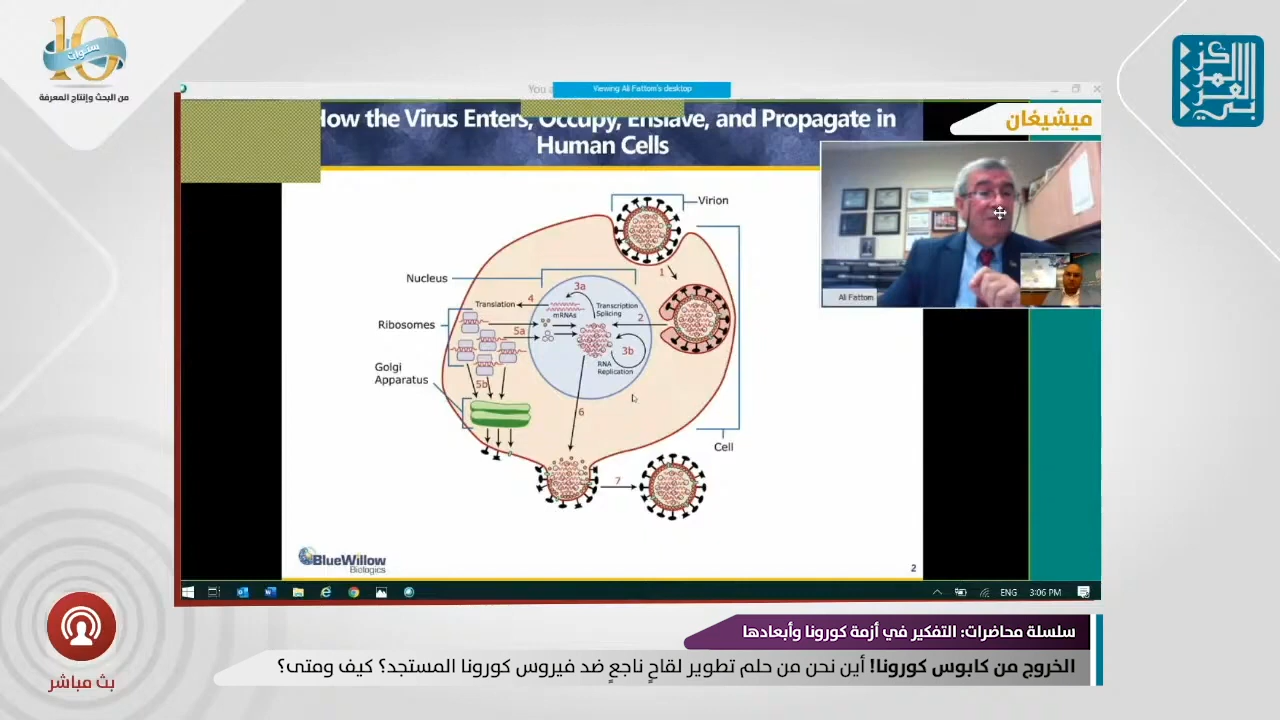 10
سنوات
من البحث وإنتاج المعرفة
المركز العربي
You a
Viewing Ali Fattom's desktop
How the Virus Enters, Occupy, Enslave, and Propagate in
Human Cells
ميشيغان
Virion
1
Nucleus
3a
Translation
4
mRNAs
Transcription
Splicing
2
Ribosomes
5a
3b
RNA
Replication
Golgi
Apparatus
5b
6
Cell
7
Ali Fattom
BlueWillow
Biologics
2
ENG
3:06 PM
سلسلة محاضرات: التفكير في أزمة كورونا وأبعادها
الخروج من كابوس كورونا! أين نحن من حلم تطوير لقاحٍ ناجعٍ ضد فيروس كورونا المستجد؟ كيف ومتى؟
بث مباشر